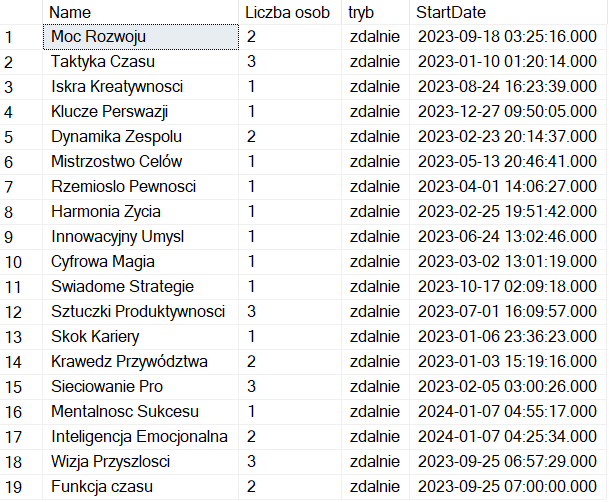 Name Liczba osob tryb StartDate
1 Moc Rozwoju 2 zdalnie 2023-09-18 03:25:16.000
2 Taktyka Czasu 3 zdalnie 2023-01-10 01:20:14.000
3 Iskra Kreatywnosci 1 zdalnie 2023-08-24 16:23:39.000
4 Klucze Perswazji 1 zdalnie 2023-12-27 09:50:05.000
5 Dynamika Zespolu 2 zdalnie 2023-02-23 20:14:37.000
6 Mistrzostwo Celów 1 zdalnie 2023-05-13 20:46:41.000
7 Rzemioslo Pewnosci 1 zdalnie 2023-04-01 14:06:27.000
8 Harmonia Zycia 1 zdalnie 2023-02-25 19:51:42.000
9 Innowacyjny Umysl 1 zdalnie 2023-06-24 13:02:46.000
10 Cyfrowa Magia 1 zdalnie 2023-03-02 13:01:19.000
11 Swiadome Strategie 1 zdalnie 2023-10-17 02:09:18.000
12 Sztuczki Produktywnosci 3 zdalnie 2023-07-01 16:09:57.000
13 Skok Kariery 1 zdalnie 2023-01-06 23:36:23.000
14 Krawedz Przywództwa 2 zdalnie 2023-01-03 15:19:16.000
15 Sieciowanie Pro 3 zdalnie 2023-02-05 03:00:26.000
16 Mentalnosc Sukcesu 1 zdalnie 2024-01-07 04:55:17.000
17 Inteligencja Emocjonalna 2 zdalnie 2024-01-07 04:25:34.000
18 Wizja Przyszlosci 3 zdalnie 2023-09-25 06:57:29.000
19 Funkcja czasu 2 zdalnie 2023-09-25 07:00:00.000